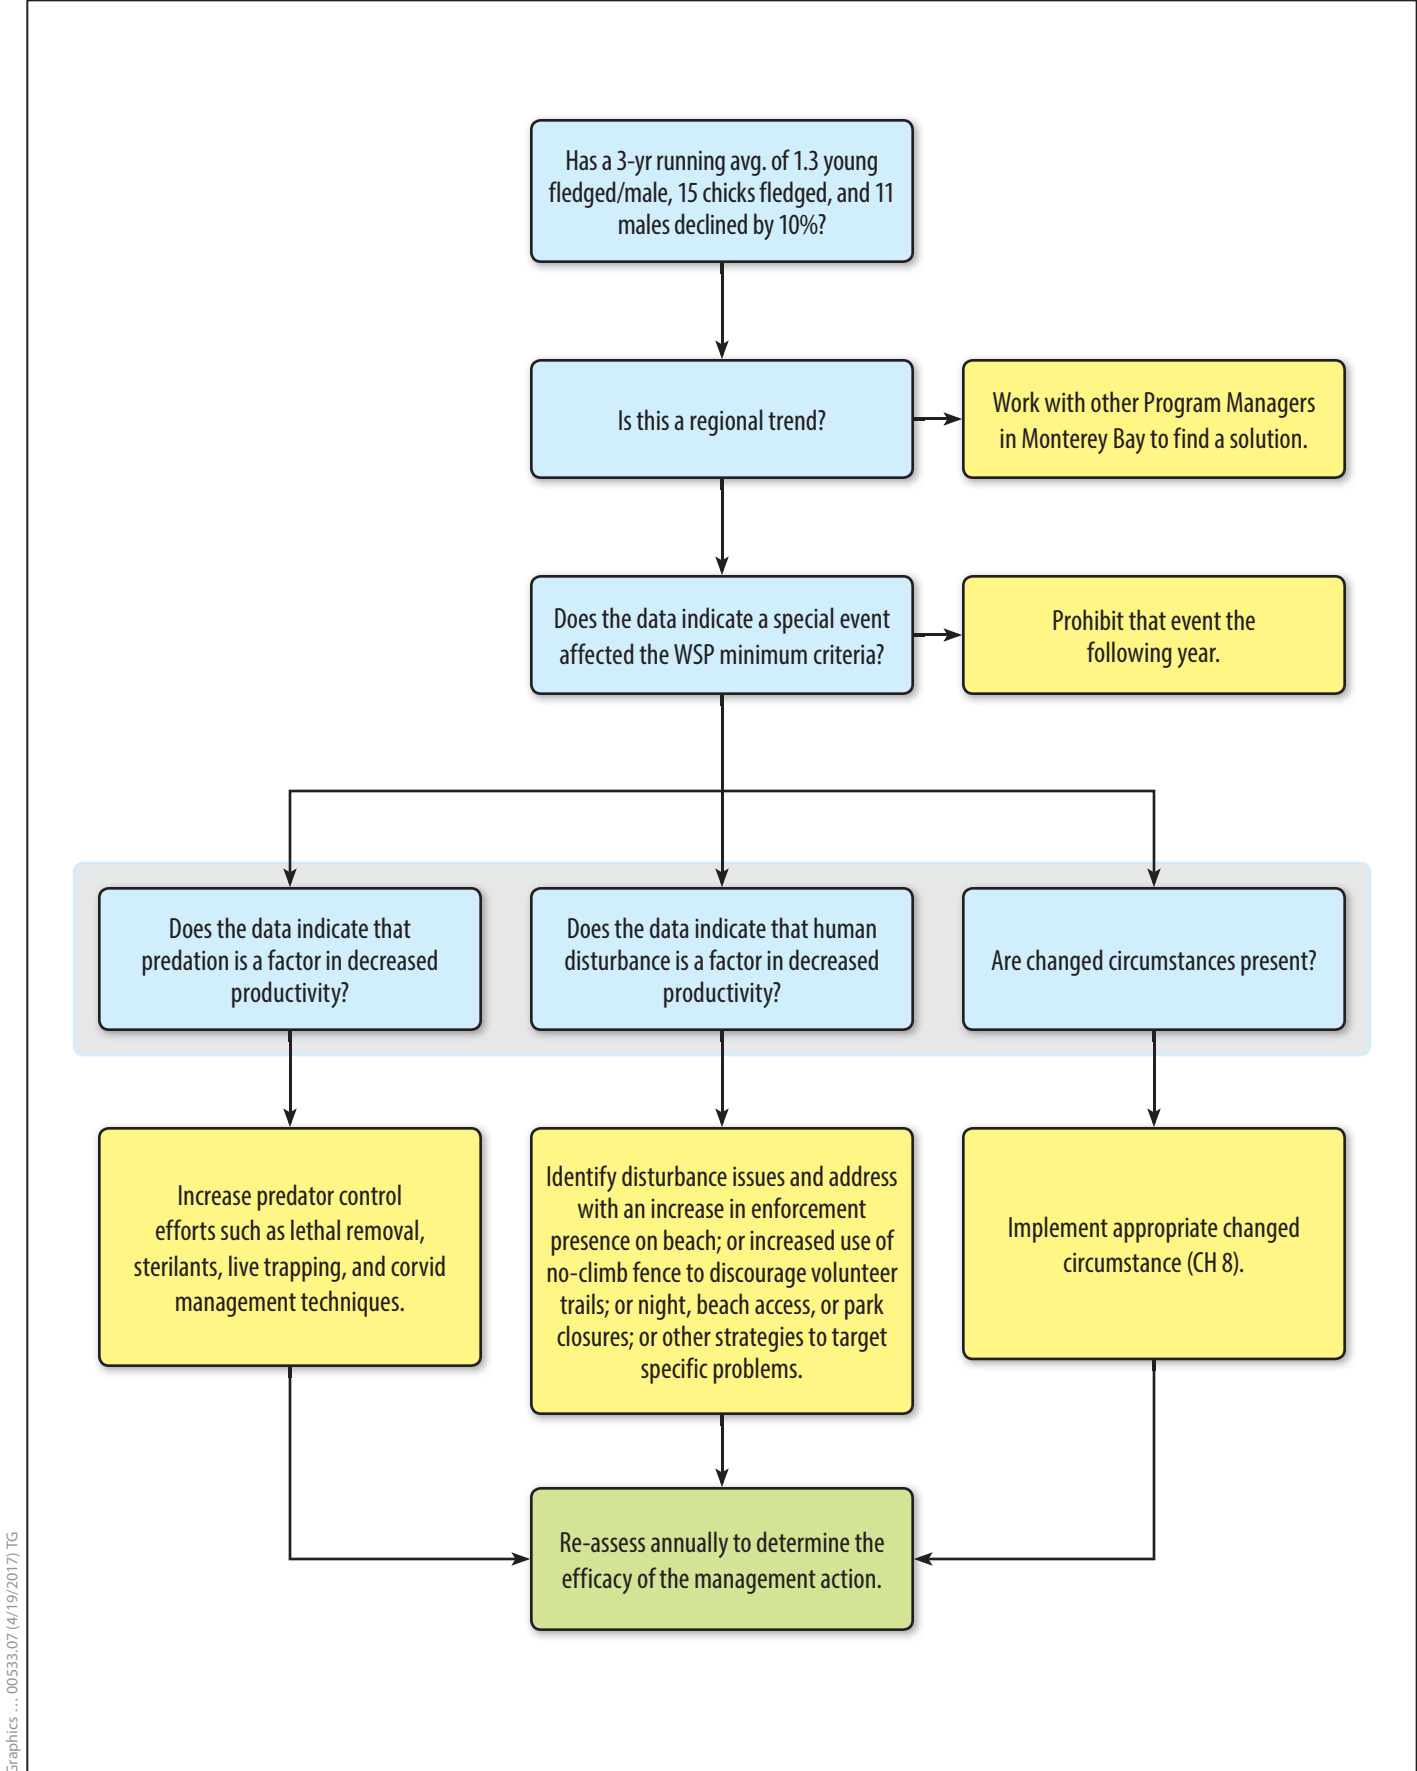 Has a 3-yr running avg. of 1.3 young
fledged/male, 15 chicks fledged, and 11
males declined by 10%?
Is this a regional trend?
Work with other Program Managers
in Monterey Bay to find a solution.
Does the data indicate a special event
affected the WSP minimum criteria?
Prohibit that event the
following year.
Does the data indicate that
predation is a factor in decreased
productivity?
Does the data indicate that human
disturbance is a factor in decreased
productivity?
Are changed circumstances present?
Increase predator control
efforts such as lethal removal,
sterilants, live trapping, and corvid
management techniques.
Identify disturbance issues and address
with an increase in enforcement
presence on beach; or increased use of
no-climb fence to discourage volunteer
trails; or night, beach access, or park
closures; or other strategies to target
specific problems.
Implement appropriate changed
circumstance (CH 8).
Re-assess annually to determine the
efficacy of the management action.
Graphics … 00533.07 (4/19/2017) TG